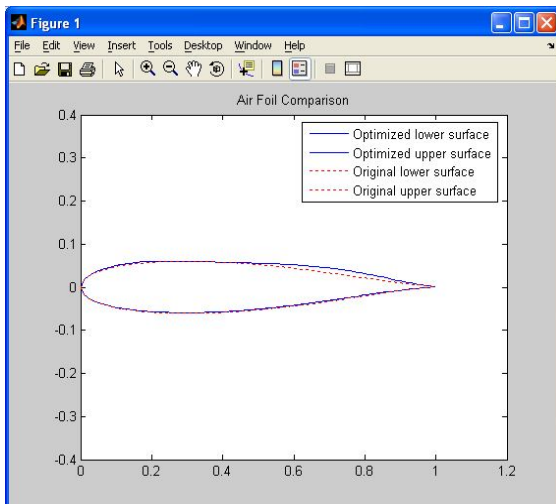 Figure 1
File Edit View Insert Tools Desktop Window Help
Air Foil Comparison
Optimized lower surface
Optimized upper surface
Original lower surface
Original upper surface
0.4
0.3
0.2
0.1
0
-0.1
-0.2
-0.3
-0.4
0 0.2 0.4 0.6 0.8 1 1.2